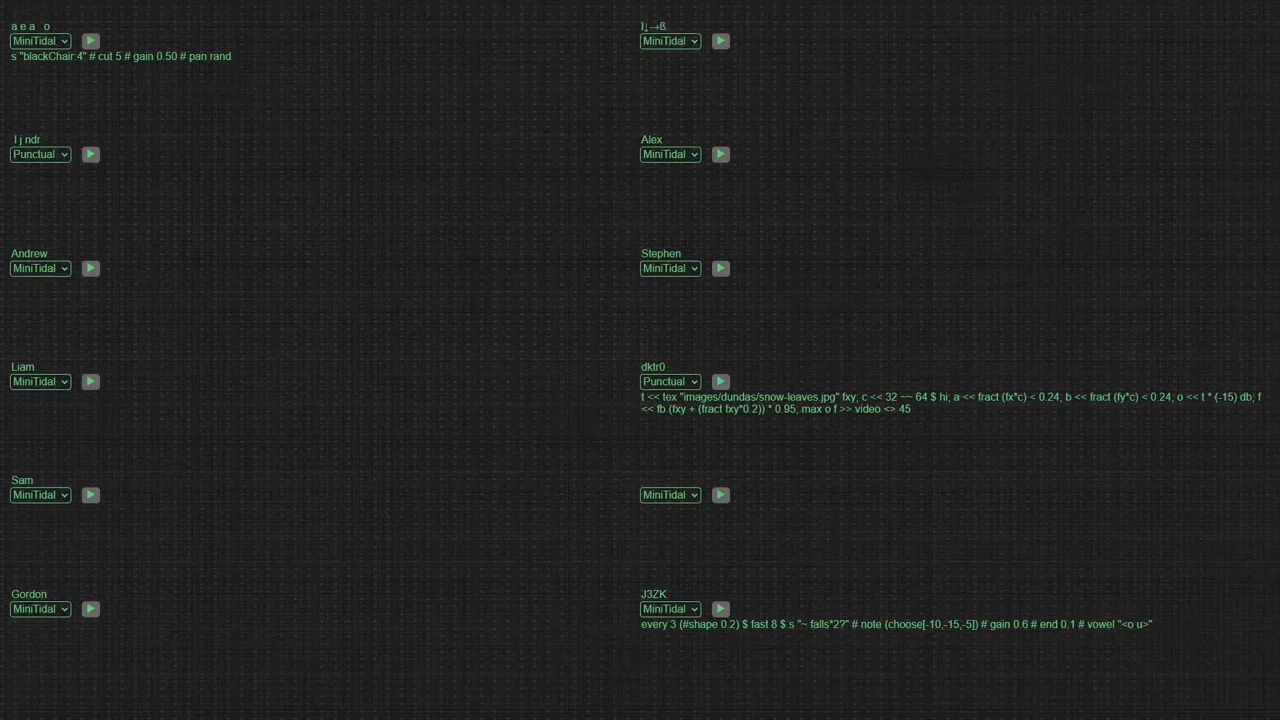 a e a o
MiniTidal
s "blackChair:4" # cut 5 # gain 0.50 # pan rand
l j ndr
Punctual
Andrew
MiniTidal
Liam
MiniTidal
Sam
MiniTidal
Gordon
MiniTidal
ł↓→ß
MiniTidal
Alex
MiniTidal
Stephen
MiniTidal
dktr0
Punctual
t << tex "images/dundas/snow-leaves.jpg" fxy; c << 32 ~~ 64 $ hi; a << fract (fx*c) < 0.24; b << fract (fy*c) < 0.24; o << t * (-15) db; f
<< fb (fxy + (fract fxy*0.2)) * 0.95; max o f >> video <> 45
MiniTidal
J3ZK
MiniTidal
every 3 (#shape 0.2) $ fast 8 $ s "~ falls*2?" # note (choose[-10,-15,-5]) # gain 0.6 # end 0.1 # vowel "<o u>"